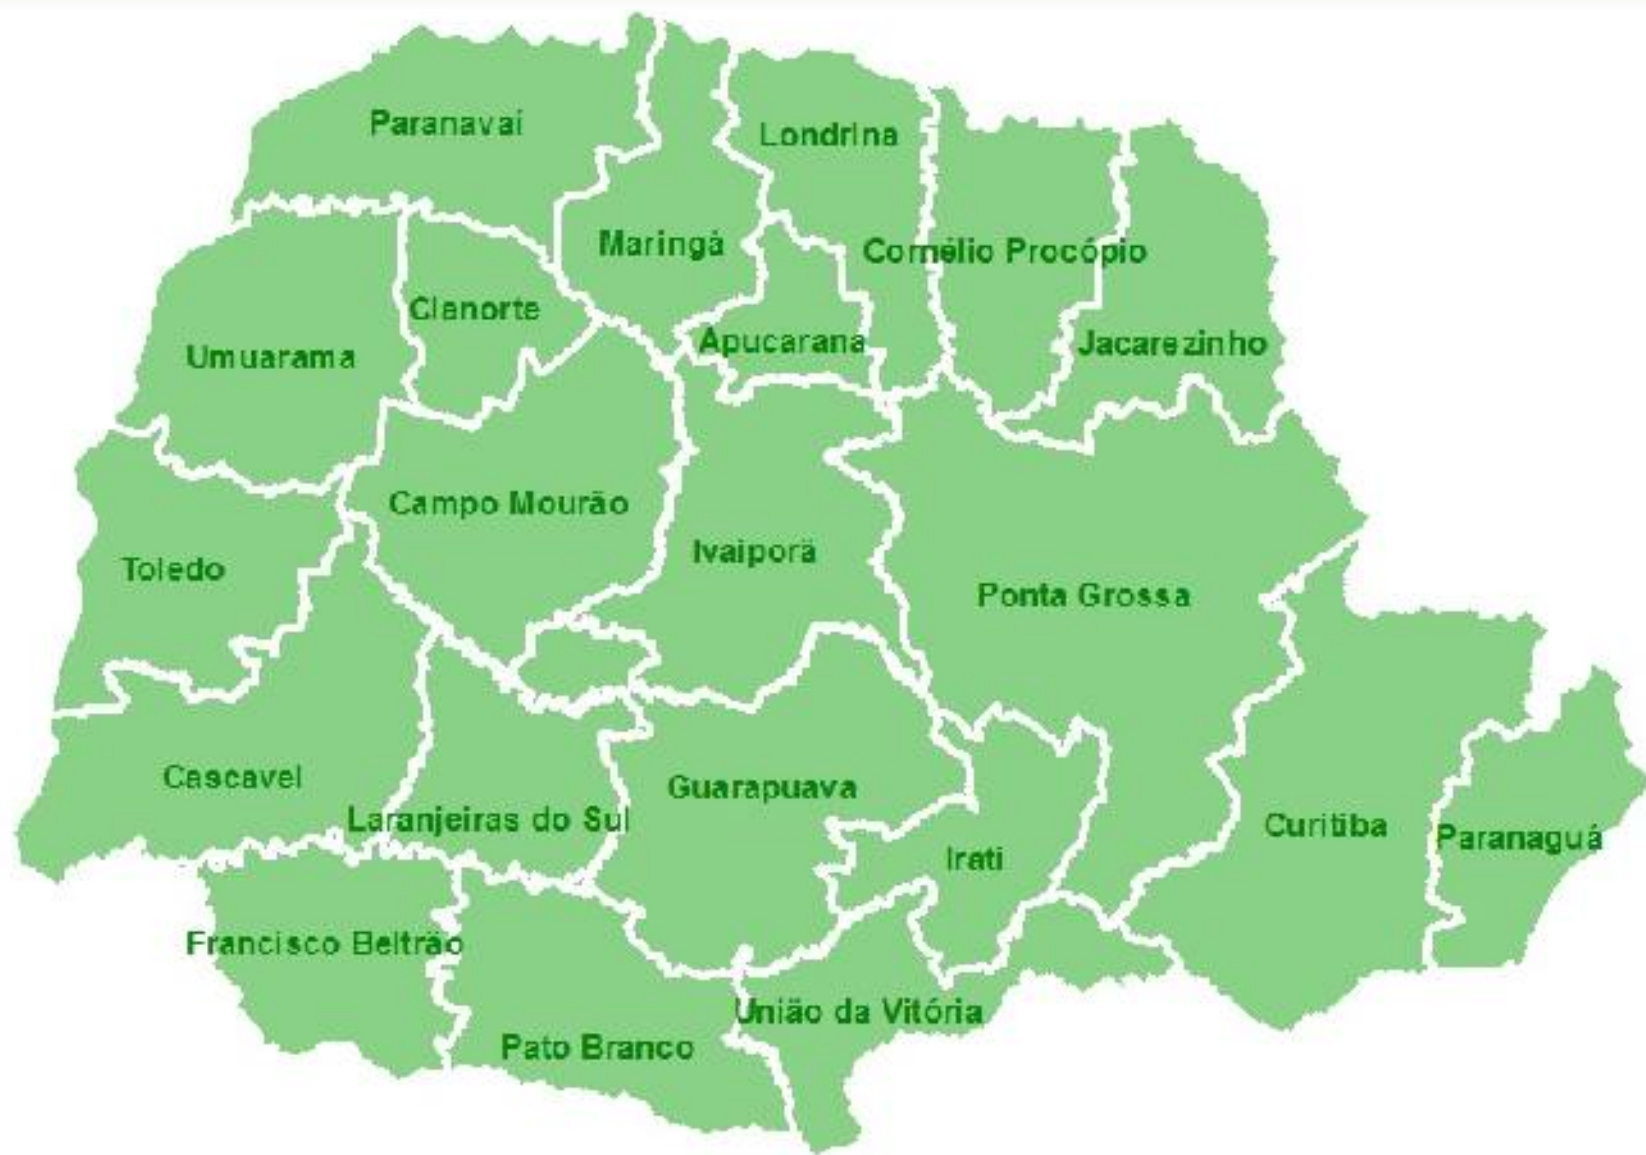 Paranavaí
Londrina
Maringá
Cornélio Procópio
Cianorte
Apucarana
Jacarezinho
Umuarama
Campo Mourão
Ivaiporã
Toledo
Ponta Grossa
Cascavel
Guarapuava
Laranjeiras do Sul
Curitiba
Paranaguá
Irati
Francisco Beltrão
União da Vitória
Pato Branco